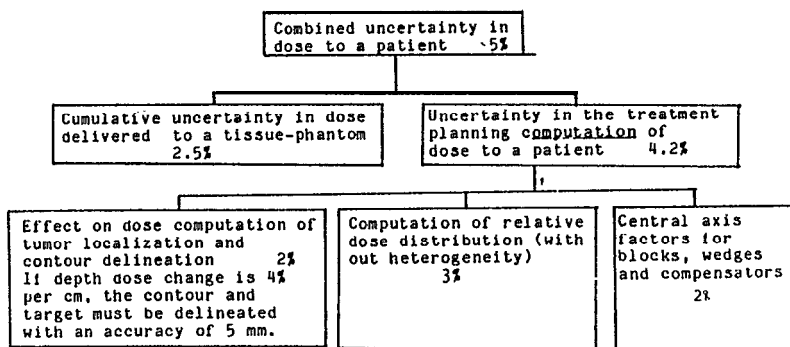 Combined uncertainty in
dose to a patient 5%
Cumulative uncertainty in dose
delivered to a tissue-phantom
2.5%
Uncertainty in the treatment
planning computation of
dose to a patient 4.2%
Effect on dose computation of
tumor localization and
contour delineation 2%
If depth dose change is 4%
per cm, the contour and
target must be delineated
with an accuracy of 5 mm.
Computation of relative
dose distribution (with
out heterogeneity)
3%
Central axis
factors for
blocks, wedges
and compensators
2%